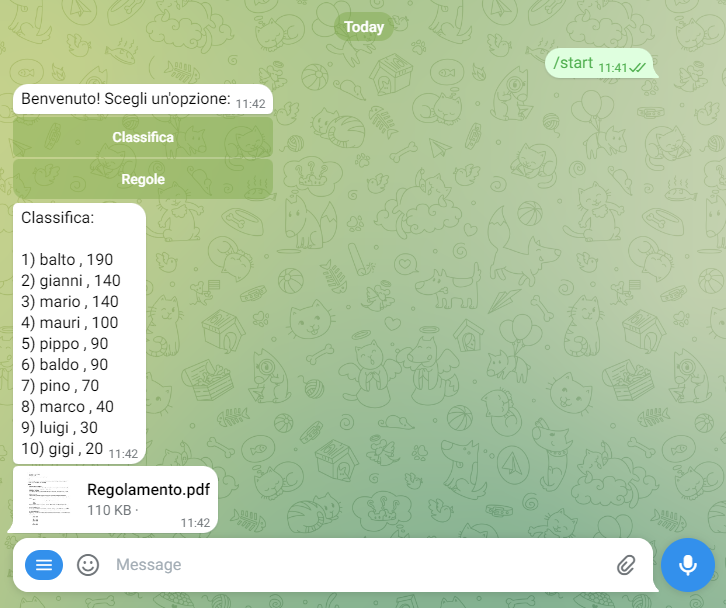 Today
/start 11:41
Benvenuto! Scegli un'opzione: 11:42
Classifica
Regole
Classifica:
1) balto , 190
2) gianni , 140
3) mario , 140
4) mauri , 100
5) pippo , 90
6) baldo , 90
7) pino , 70
8) marco , 40
9) luigi , 30
10) gigi , 20 11:42
Regolamento.pdf
110 KB ·
11:42
Message